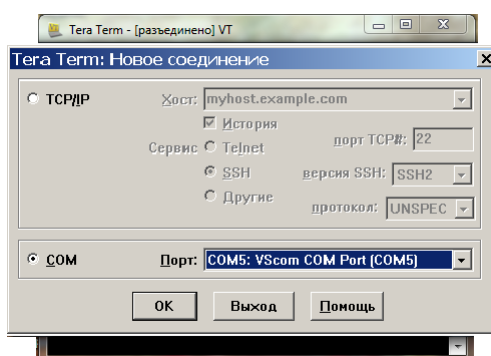 Tera Term - [разъединено] VT
Tera Term: Новое соединение
TCP/IP Хост: myhost.example.com
История
Сервис Telnet порт TCP#: 22
SSH версия SSH: SSH2
Другие протокол: UNSPEC
COM Порт: COM5: VScom COM Port (COM5)
OK Выход Помощь